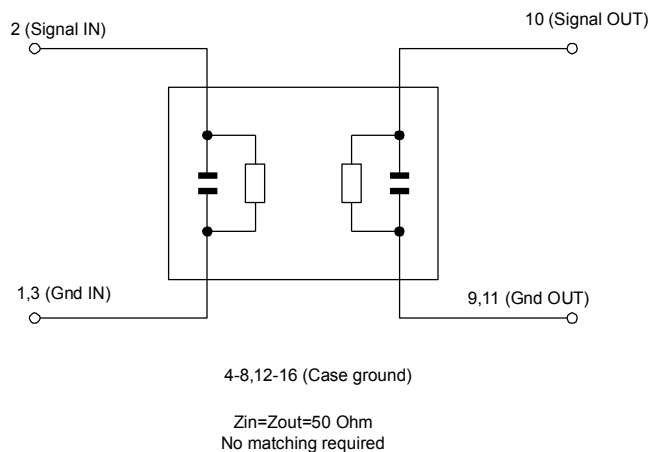 2 (Signal IN)
10 (Signal OUT)
1,3 (Gnd IN)
9,11 (Gnd OUT)
4-8,12-16 (Case ground)
Zin=Zout=50 Ohm
No matching required